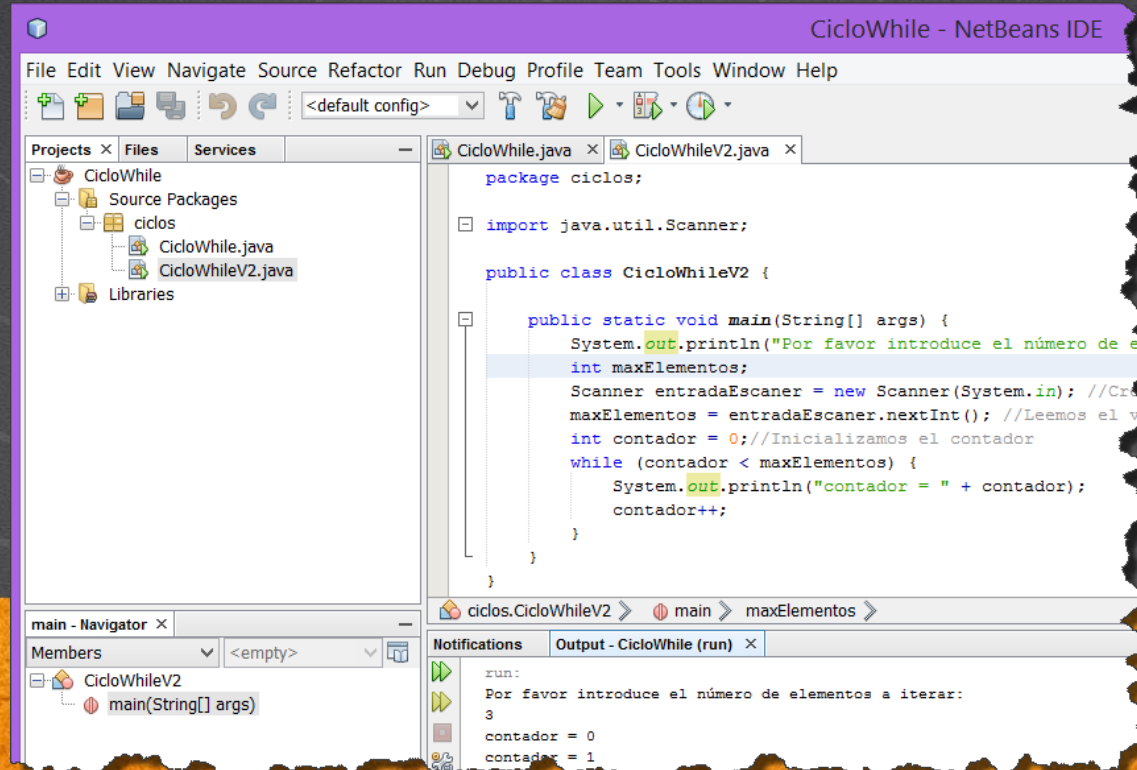 CicloWhile - NetBeans IDE
File Edit View Navigate Source Refactor Run Debug Profile Team Tools Window Help
<default config>
Projects Files Services
CicloWhile
Source Packages
ciclos
CicloWhile.java
CicloWhileV2.java
Libraries
CicloWhile.java CicloWhileV2.java
package ciclos;
import java.util.Scanner;
public class CicloWhileV2 {
public static void main(String[] args) {
System.out.println("Por favor introduce el número de e
int maxElementos;
Scanner entradaEscaner = new Scanner(System.in); //Cre
maxElementos = entradaEscaner.nextInt(); //Leemos el v
int contador = 0;//Inicializamos el contador
while (contador < maxElementos) {
System.out.println("contador = " + contador);
contador++;
}
}
}
ciclos.CicloWhileV2 main maxElementos
main - Navigator
Members <empty>
CicloWhileV2
main(String[] args)
Notifications Output - CicloWhile (run)
run:
Por favor introduce el número de elementos a iterar:
3
contador = 0
contador = 1